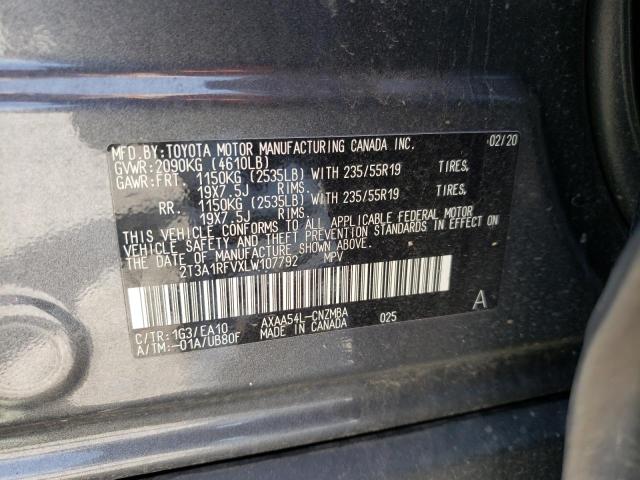 MFD.BY:TOYOTA MOTOR MANUFACTURING CANADA INC. 02/20
GVWR:2090KG (4610LB)
GAWR:FRT. 1150KG (2535LB) WITH 235/55R19 TIRES,
19X7.5J RIMS.
RR. 1150KG (2535LB) WITH 235/55R19 TIRES,
19X7.5J RIMS.
THIS VEHICLE CONFORMS TO ALL APPLICABLE FEDERAL MOTOR
VEHICLE SAFETY, AND THEFT PREVENTION STANDARDS IN EFFECT ON
THE DATE OF MANUFACTURE SHOWN ABOVE.
2T3A1RFVXLW107792 MPV
C/TR:1G3/EA10 AXAA54L-CNZMBA 025 A
A/TM:-01A/UB80F MADE IN CANADA